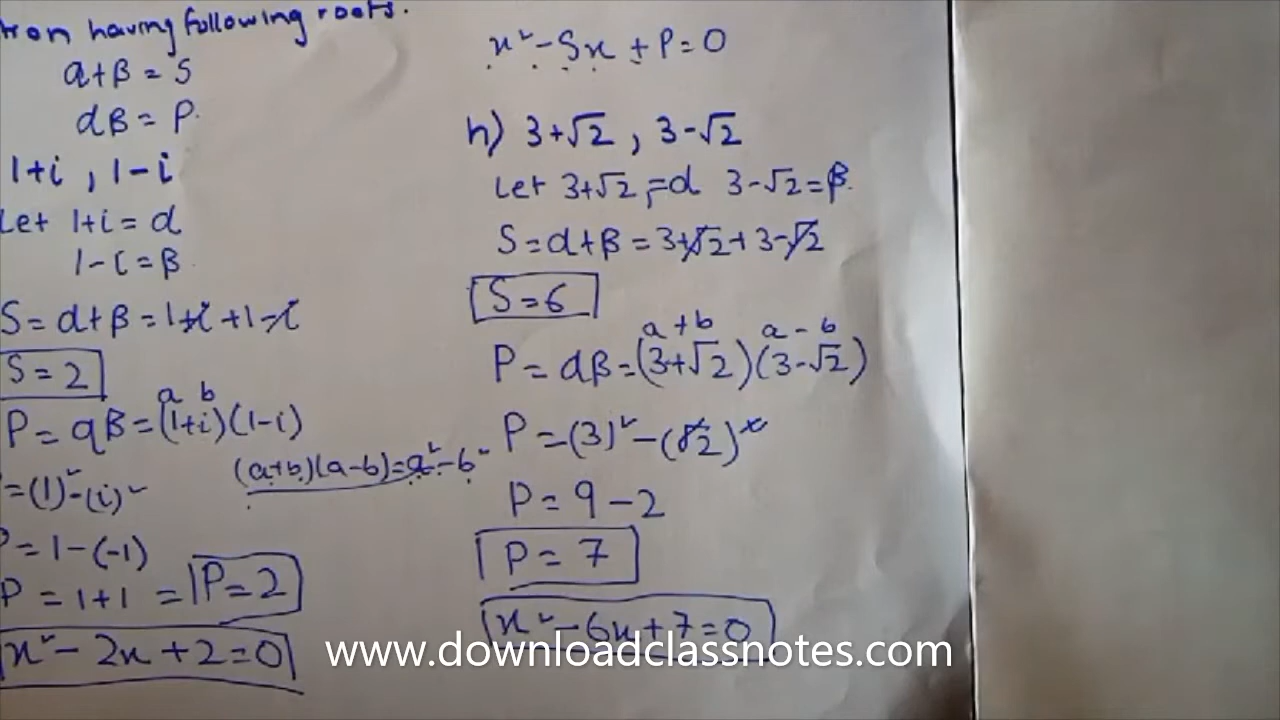 having following roots.
α+β = S
αβ = P.
1+i , 1-i
Let 1+i = α
1-i = β
S = α+β = 1+i +1-i
S = 2
a b
P = αβ = (1+i)(1-i)
= (1)² - (i)²
(a+b)(a-b) = a² - b²
P = 1-(-1)
P = 1+1 = P = 2
x² - 2x + 2 = 0
x² - Sx + P = 0
h) 3+√2 , 3-√2
Let 3+√2 = α 3-√2 = β.
S = α+β = 3+√2 + 3-√2
S = 6
a + b a - b
P = αβ = (3+√2)(3-√2)
P = (3)² - (√2)²
P = 9 - 2
P = 7
x² - 6x + 7 = 0
www.downloadclassnotes.com